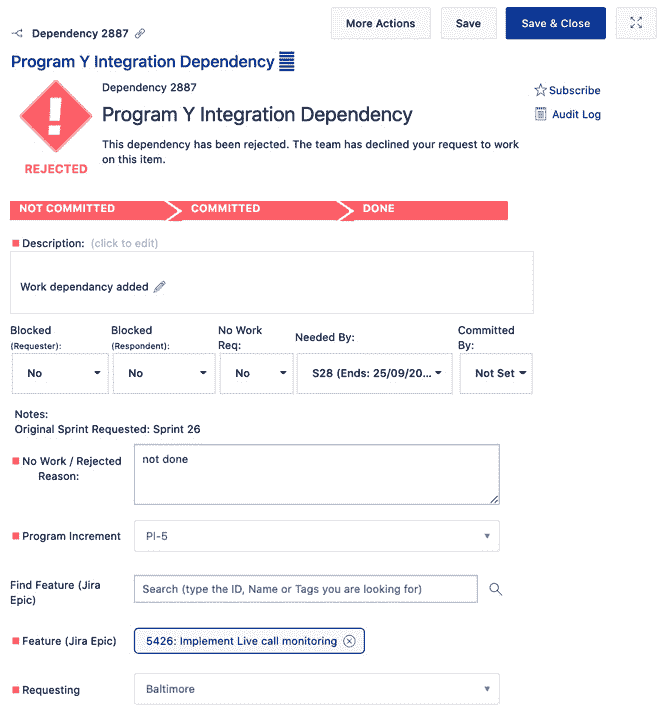 More Actions
Save
Save & Close
Dependency 2887
Program Y Integration Dependency
Dependency 2887
Program Y Integration Dependency
This dependency has been rejected. The team has declined your request to work
on this item.
REJECTED
Subscribe
Audit Log
NOT COMMITTED
COMMITTED
DONE
Description: (click to edit)
Work dependancy added
Blocked
(Requester):
No
Blocked
(Respondent):
No
No Work
Req:
No
Needed By:
S28 (Ends: 25/09/20...
Committed
By:
Not Set
Notes:
Original Sprint Requested: Sprint 26
No Work / Rejected
Reason:
not done
Program Increment
PI-5
Find Feature (Jira
Epic)
Search (type the ID, Name or Tags you are looking for)
Feature (Jira Epic)
5426: Implement Live call monitoring
Requesting
Baltimore